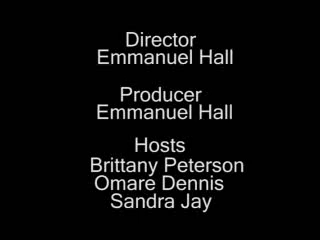 Director
Emmanuel Hall
Producer
Emmanuel Hall
Hosts
Brittany Peterson
Omare Dennis
Sandra Jay